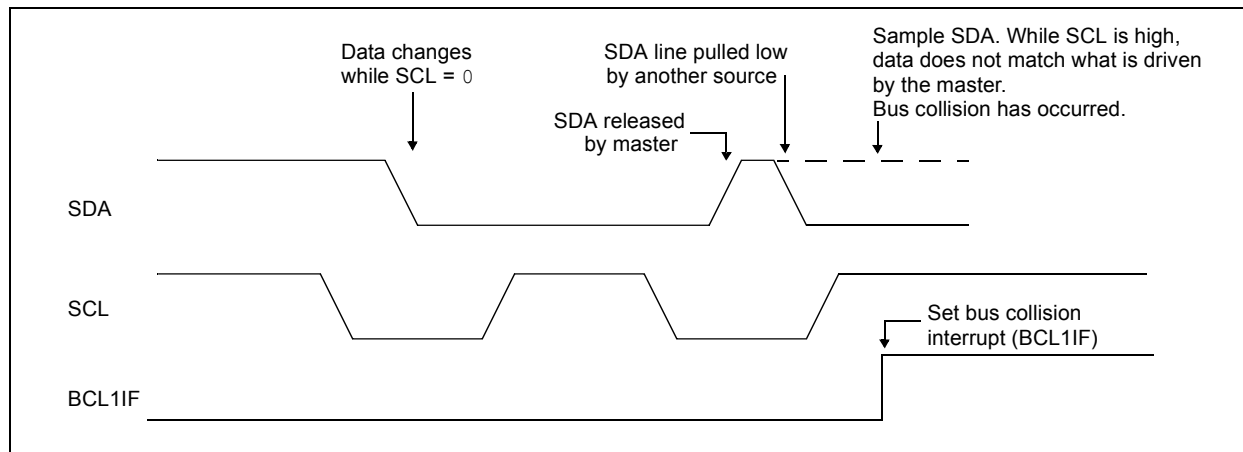 Data changes
while SCL = 0
SDA line pulled low
by another source
Sample SDA. While SCL is high,
data does not match what is driven
by the master.
Bus collision has occurred.
SDA released
by master
SDA
SCL
Set bus collision
interrupt (BCL1IF)
BCL1IF